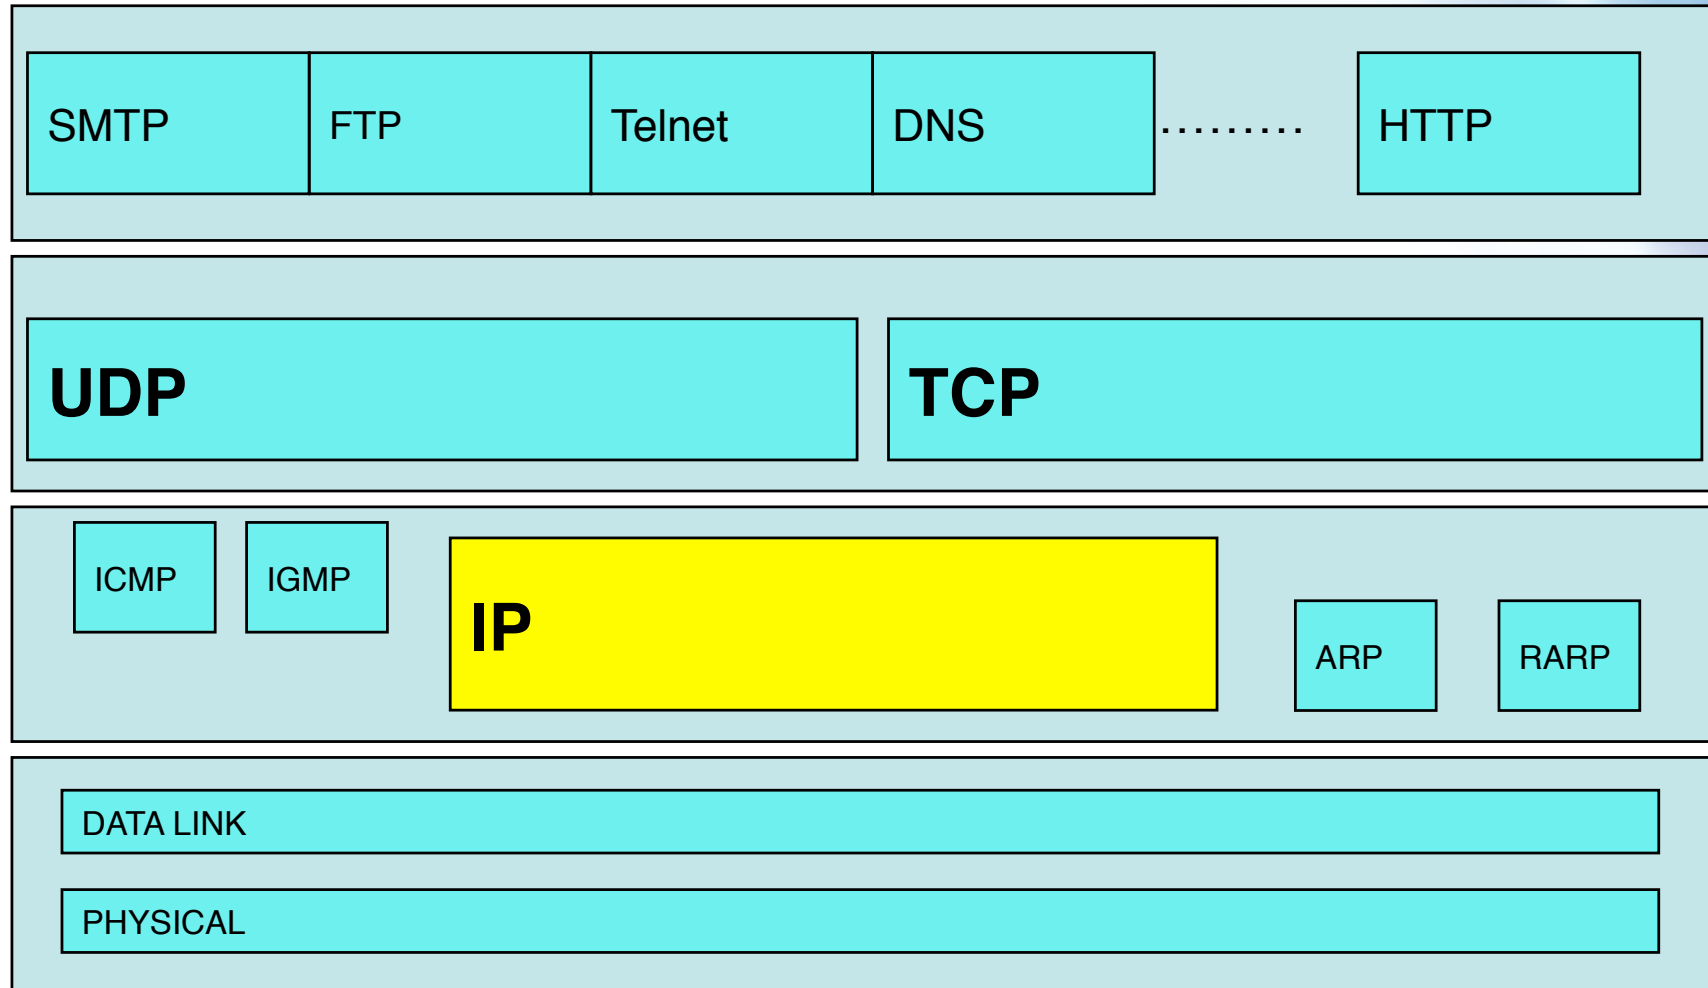 SMTP FTP Telnet DNS ......... HTTP
UDP TCP
ICMP IGMP IP ARP RARP
DATA LINK
PHYSICAL